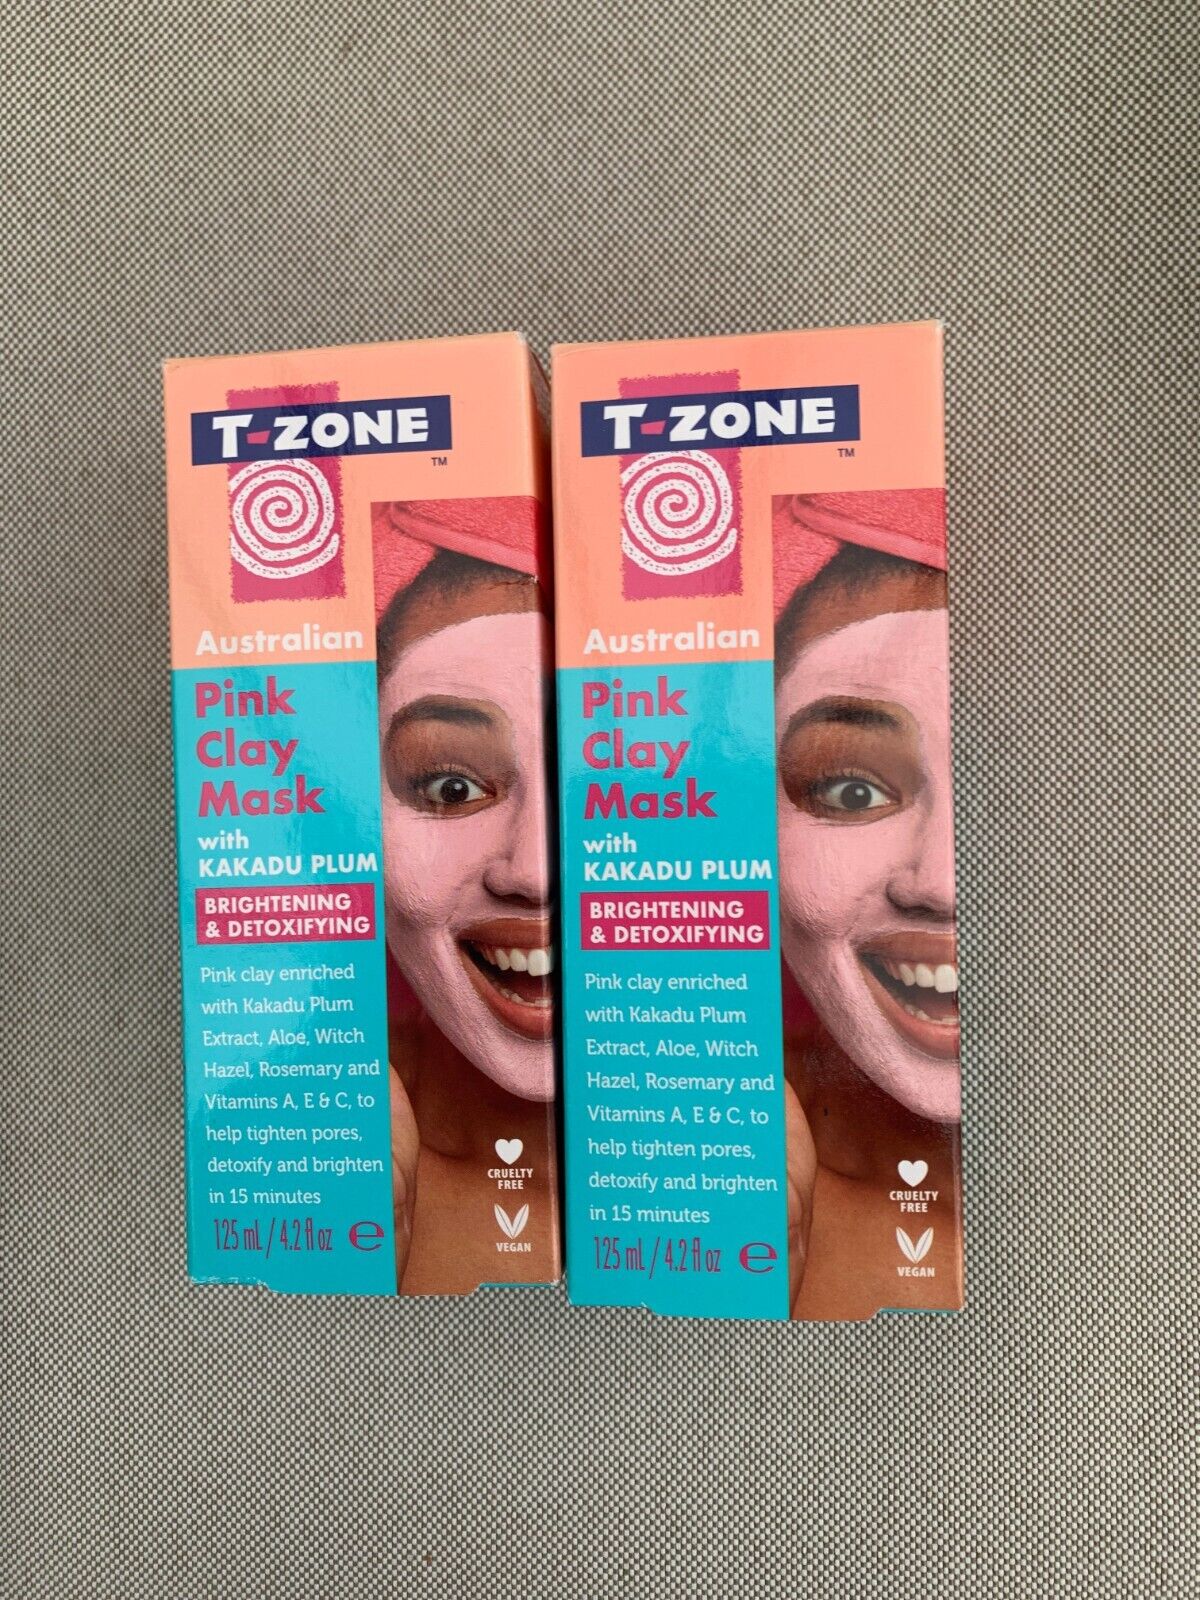 T-ZONE
TM
Australian
Pink
Clay
Mask
with
KAKADU PLUM
BRIGHTENING
& DETOXIFYING
Pink clay enriched
with Kakadu Plum
Extract, Aloe, Witch
Hazel, Rosemary and
Vitamins A, E & C, to
help tighten pores,
detoxify and brighten
in 15 minutes
125 mL / 4.2 fl oz e
CRUELTY
FREE
VEGAN
T-ZONE
TM
Australian
Pink
Clay
Mask
with
KAKADU PLUM
BRIGHTENING
& DETOXIFYING
Pink clay enriched
with Kakadu Plum
Extract, Aloe, Witch
Hazel, Rosemary and
Vitamins A, E & C, to
help tighten pores,
detoxify and brighten
in 15 minutes
125 mL / 4.2 fl oz e
CRUELTY
FREE
VEGAN